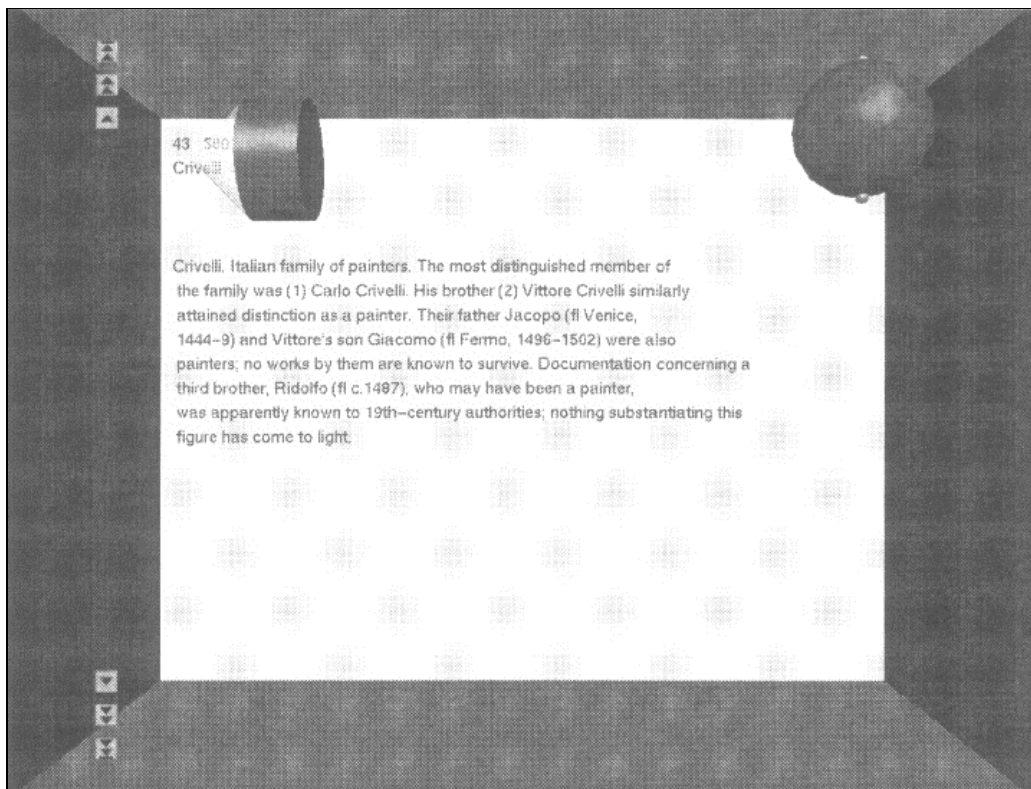 43
Crivelli
Crivelli. Italian family of painters. The most distinguished member of
the family was (1) Carlo Crivelli. His brother (2) Vittore Crivelli similarly
attained distinction as a painter. Their father Jacopo (fl Venice,
1444–9) and Vittore's son Giacomo (fl Fermo, 1496–1502) were also
painters; no works by them are known to survive. Documentation concerning a
third brother, Ridolfo (fl c.1487), who may have been a painter,
was apparently known to 19th–century authorities; nothing substantiating this
figure has come to light.